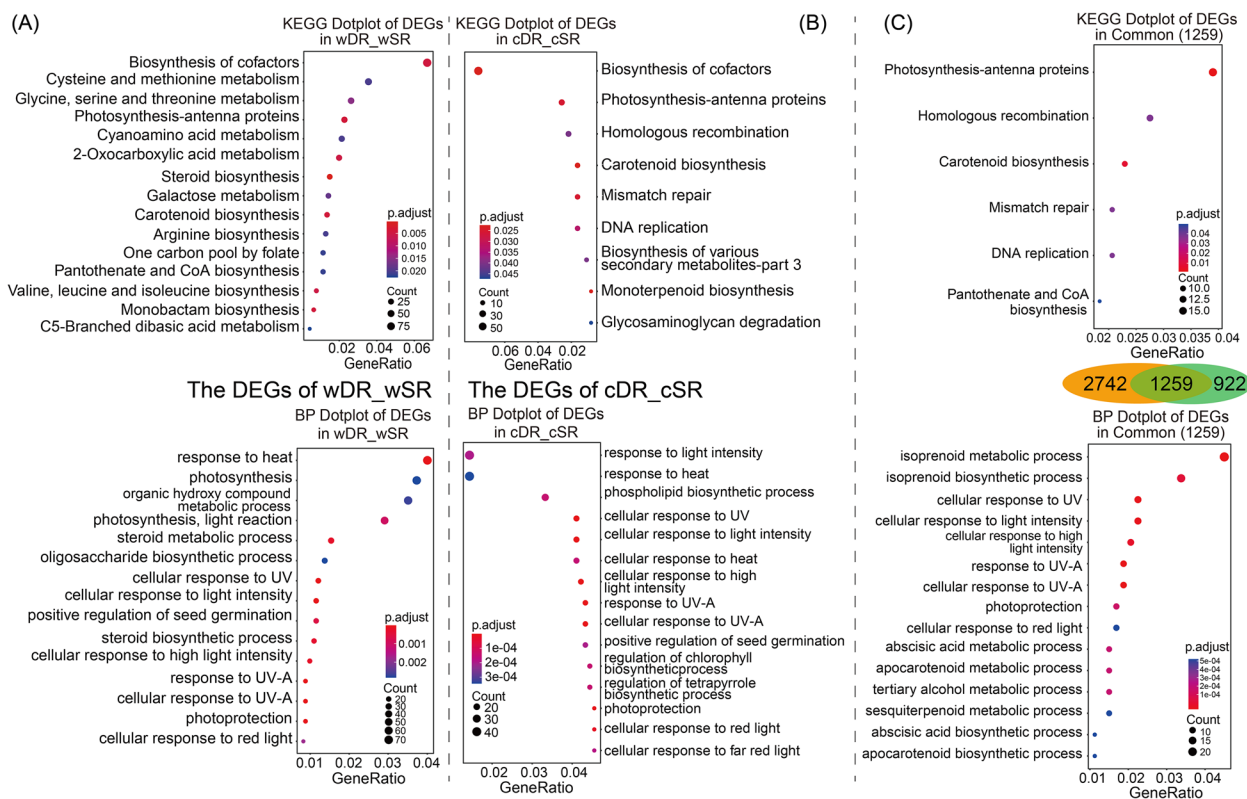 (A)
KEGG Dotplot of DEGs
in wDR_wSR
Biosynthesis of cofactors
Cysteine and methionine metabolism
Glycine, serine and threonine metabolism
Photosynthesis-antenna proteins
Cyanoamino acid metabolism
2-Oxocarboxylic acid metabolism
Steroid biosynthesis
Galactose metabolism
Carotenoid biosynthesis
Arginine biosynthesis
One carbon pool by folate
Pantothenate and CoA biosynthesis
Valine, leucine and isoleucine biosynthesis
Monobactam biosynthesis
C5-Branched dibasic acid metabolism
p.adjust
0.005
0.010
0.015
0.020
Count
25
50
75
0.02 0.04 0.06
GeneRatio
The DEGs of wDR_wSR
BP Dotplot of DEGs
in wDR_wSR
response to heat
photosynthesis
organic hydroxy compound
metabolic process
photosynthesis, light reaction
steroid metabolic process
oligosaccharide biosynthetic process
cellular response to UV
cellular response to light intensity
positive regulation of seed germination
steroid biosynthetic process
cellular response to high light intensity
response to UV-A
cellular response to UV-A
photoprotection
cellular response to red light
p.adjust
0.001
0.002
Count
20
30
40
50
60
70
0.01 0.02 0.03 0.04
GeneRatio
(B)
KEGG Dotplot of DEGs
in cDR_cSR
Biosynthesis of cofactors
Photosynthesis-antenna proteins
Homologous recombination
Carotenoid biosynthesis
Mismatch repair
DNA replication
Biosynthesis of various
secondary metabolites-part 3
Monoterpenoid biosynthesis
Glycosaminoglycan degradation
p.adjust
0.025
0.030
0.035
0.040
0.045
Count
10
30
50
0.06 0.04 0.02
GeneRatio
The DEGs of cDR_cSR
BP Dotplot of DEGs
in cDR_cSR
response to light intensity
response to heat
phospholipid biosynthetic process
cellular response to UV
cellular response to light intensity
cellular response to heat
cellular response to high
light intensity
response to UV-A
cellular response to UV-A
positive regulation of seed germination
regulation of chlorophyll
biosyntheticprocess
regulation of tetrapyrrole
biosynthetic process
photoprotection
cellular response to red light
cellular response to far red light
p.adjust
1e-04
2e-04
3e-04
Count
20
30
40
0.02 0.03 0.04
GeneRatio
(C)
KEGG Dotplot of DEGs
in Common (1259)
Photosynthesis-antenna proteins
Homologous recombination
Carotenoid biosynthesis
Mismatch repair
DNA replication
Pantothenate and CoA
biosynthesis
p.adjust
0.04
0.03
0.02
0.01
Count
10.0
12.5
15.0
0.02 0.025 0.03 0.035 0.04
GeneRatio
2742 1259 922
BP Dotplot of DEGs
in Common (1259)
isoprenoid metabolic process
isoprenoid biosynthetic process
cellular response to UV
cellular response to light intensity
cellular response to high
light intensity
response to UV-A
cellular response to UV-A
photoprotection
cellular response to red light
abscisic acid metabolic process
apocarotenoid metabolic process
tertiary alcohol metabolic process
sesquiterpenoid metabolic process
abscisic acid biosynthetic process
apocarotenoid biosynthetic process
p.adjust
5e-04
4e-04
3e-04
2e-04
1e-04
Count
10
15
20
0.01 0.02 0.03 0.04
GeneRatio